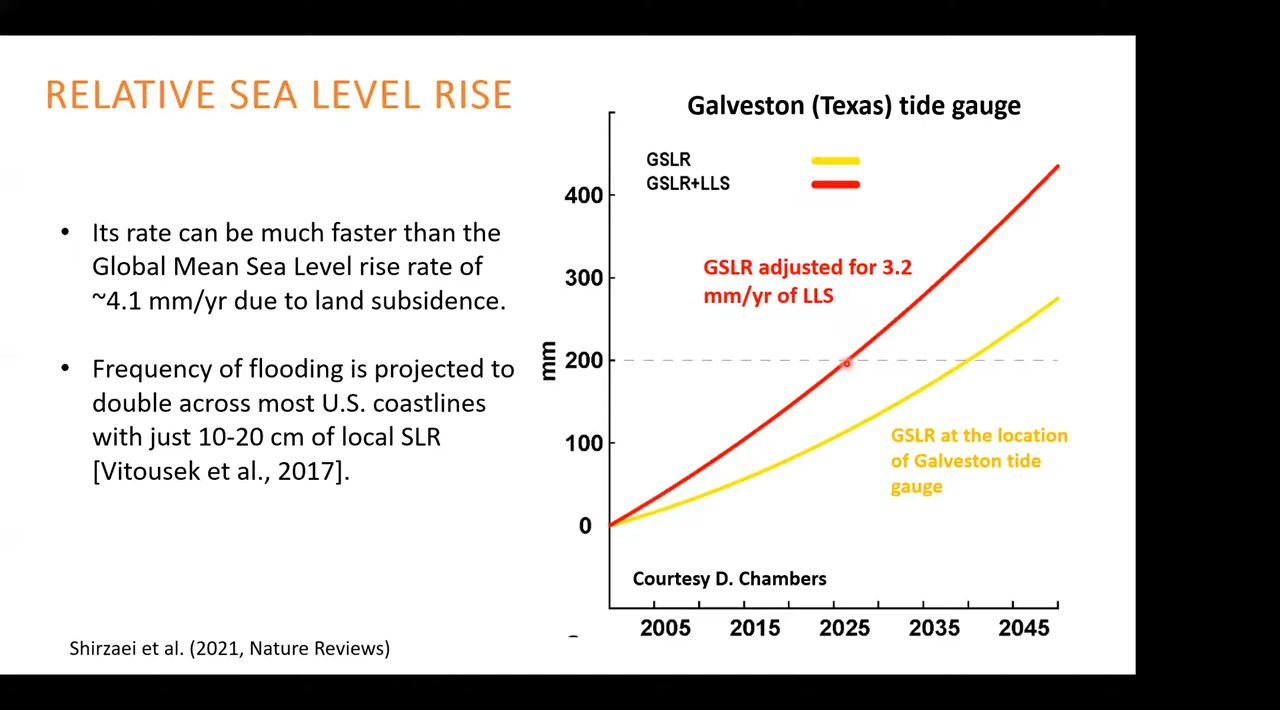 RELATIVE SEA LEVEL RISE
• Its rate can be much faster than the
Global Mean Sea Level rise rate of
~4.1 mm/yr due to land subsidence.
• Frequency of flooding is projected to
double across most U.S. coastlines
with just 10-20 cm of local SLR
[Vitousek et al., 2017].
Shirzaei et al. (2021, Nature Reviews)
Galveston (Texas) tide gauge
GSLR
GSLR+LLS
GSLR adjusted for 3.2
mm/yr of LLS
GSLR at the location
of Galveston tide
gauge
Courtesy D. Chambers
mm
400
300
200
100
0
2005 2015 2025 2035 2045